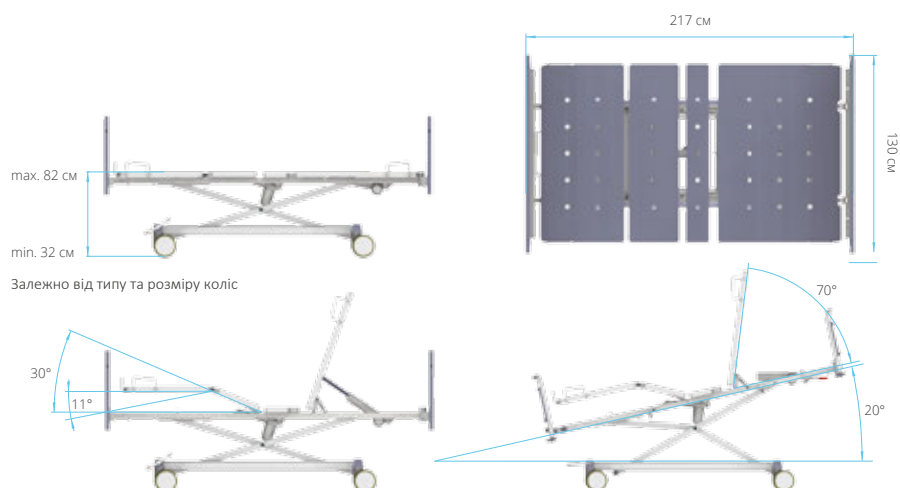 217 см
130 см
max. 82 см
min. 32 см
Залежно від типу та розміру коліс
30°
11°
70°
20°